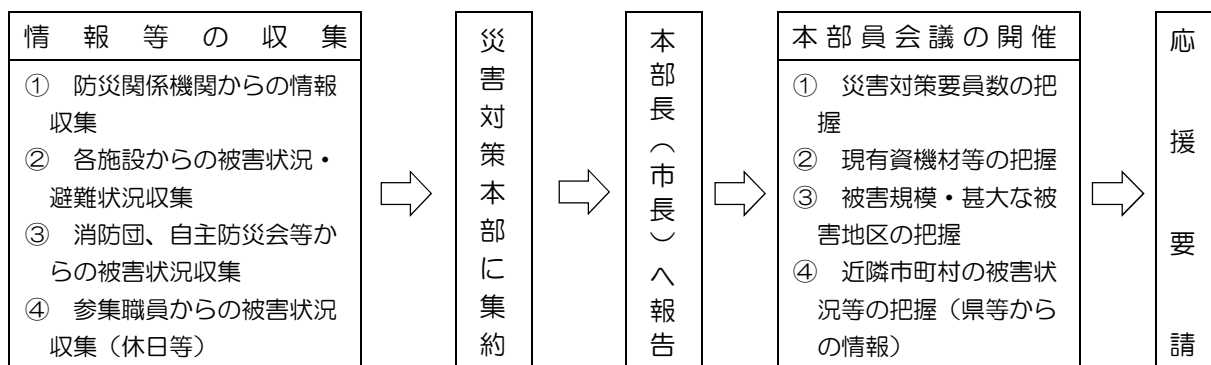 情報等の収集
① 防災関係機関からの情報
収集
② 各施設からの被害状況・
避難状況収集
③ 消防団、自主防災会等か
らの被害状況収集
④ 参集職員からの被害状況
収集（休日等）
災害対策本部に集約
本部長（市長）へ報告
本部員会議の開催
① 災害対策要員数の把
握
② 現有資機材等の把握
③ 被害規模・甚大な被
害地区の把握
④ 近隣市町村の被害状
況等の把握（県等から
の情報）
応援要請